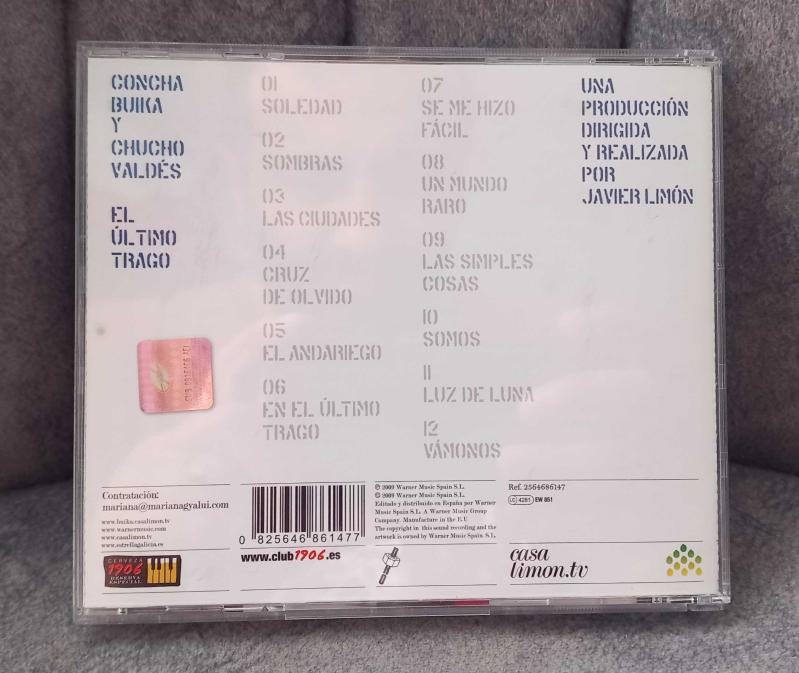 CONCHA
BUIKA
Y
CHUCHO
VALDÉS
EL
ÚLTIMO
TRAGO
01
SOLEDAD
02
SOMBRAS
03
LAS CIUDADES
04
CRUZ
DE OLVIDO
05
EL ANDARIEGO
06
EN EL ÚLTIMO
TRAGO
07
SE ME HIZO
FÁCIL
08
UN MUNDO
RARO
09
LAS SIMPLES
COSAS
10
SOMOS
11
LUZ DE LUNA
12
VÁMONOS
UNA
PRODUCCIÓN
DIRIGIDA
Y REALIZADA
POR
JAVIER LIMÓN
Contratación:
mariana@marianagyalui.com
www.buika.casalimon.tv
www.warnermusic.com
www.casalimon.tv
www.estrellagalicia.es
CERVEZA
1906
RESERVA
ESPECIAL
0 825646 861477
www.club1906.es
℗ 2009 Warner Music Spain S.L.
© 2009 Warner Music Spain S.L.
Editado y distribuido en España por Warner
Music Spain S.L. A Warner Music Group
Company. Manufacture in the E.U
The copyright in this sound recording and the
artwork is owned by Warner Music Spain, S.L.
Ref. 2564686147
LC 4281 EW 851
casa
limon.tv